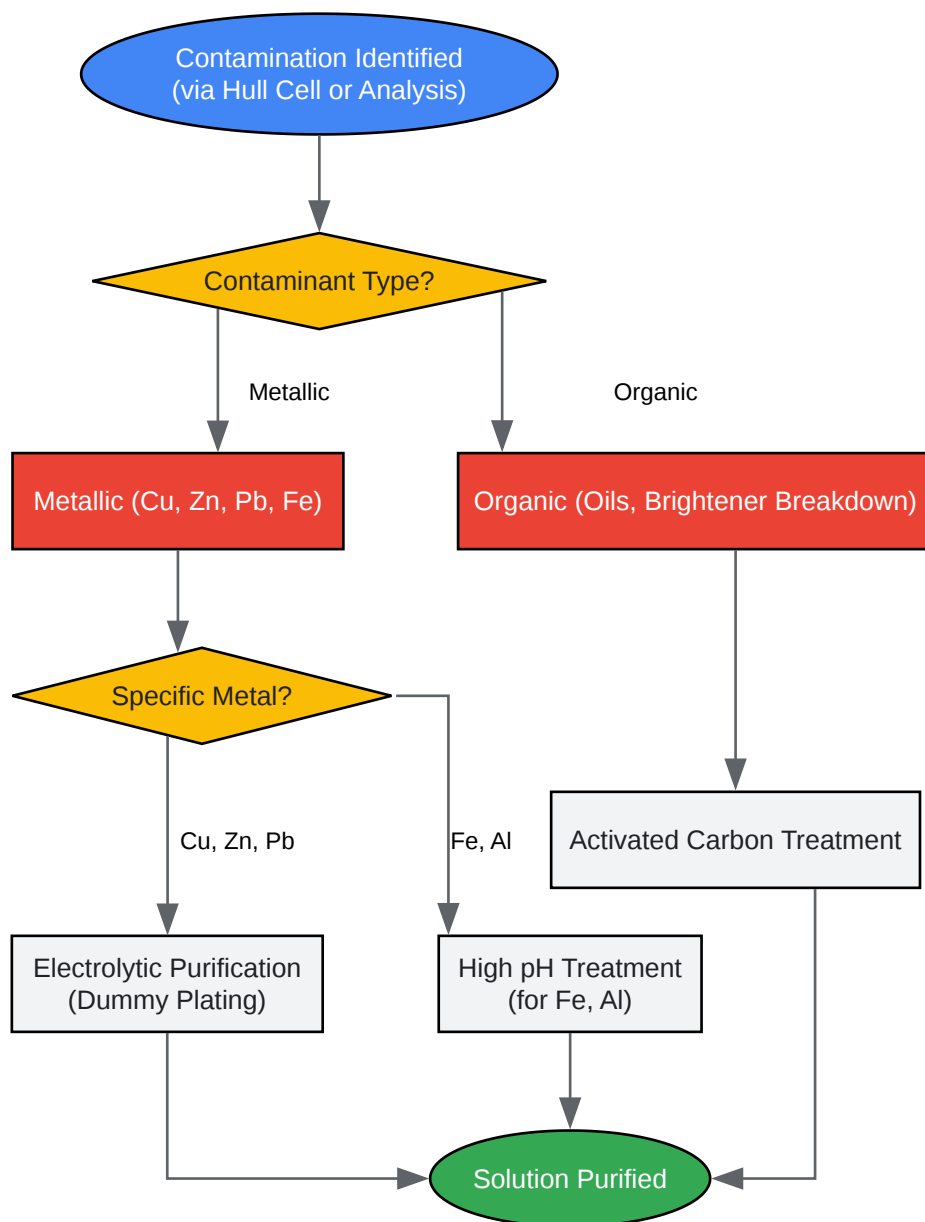 Contamination Identified
(via Hull Cell or Analysis)
Contaminant Type?
Metallic
Organic
Metallic (Cu, Zn, Pb, Fe)
Organic (Oils, Brightener Breakdown)
Specific Metal?
Cu, Zn, Pb
Fe, Al
Activated Carbon Treatment
Electrolytic Purification
(Dummy Plating)
High pH Treatment
(for Fe, Al)
Solution Purified